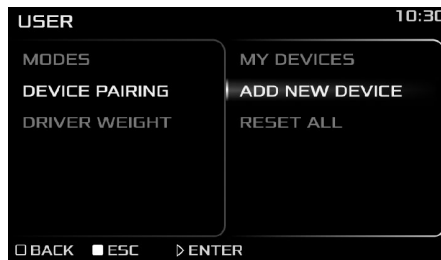 USER 10:30
MODES
DEVICE PAIRING
DRIVER WEIGHT
MY DEVICES
ADD NEW DEVICE
RESET ALL
BACK ESC ENTER